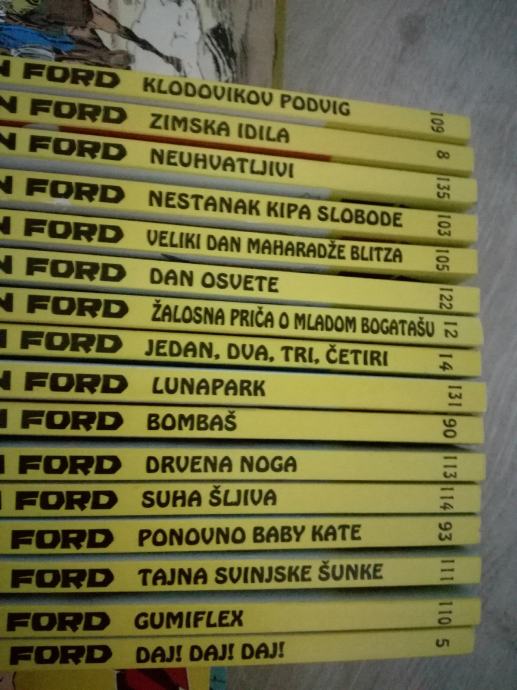 N FORD KLODOVIKOV PODVIG 109
N FORD ZIMSKA IDILA 8
N FORD NEUHVATLJIVI 135
N FORD NESTANAK KIPA SLOBODE 103
N FORD VELIKI DAN MAHARADŽE BLITZA 105
N FORD DAN OSVETE 122
N FORD ŽALOSNA PRIČA O MLADOM BOGATAŠU 12
N FORD JEDAN, DVA, TRI, ČETIRI 14
N FORD LUNAPARK 131
N FORD BOMBAŠ 90
FORD DRVENA NOGA 113
FORD SUHA ŠLJIVA 114
FORD PONOVNO BABY KATE 93
FORD TAJNA SVINJSKE ŠUNKE 111
FORD GUMIFLEX 110
FORD DAJ! DAJ! DAJ! 5